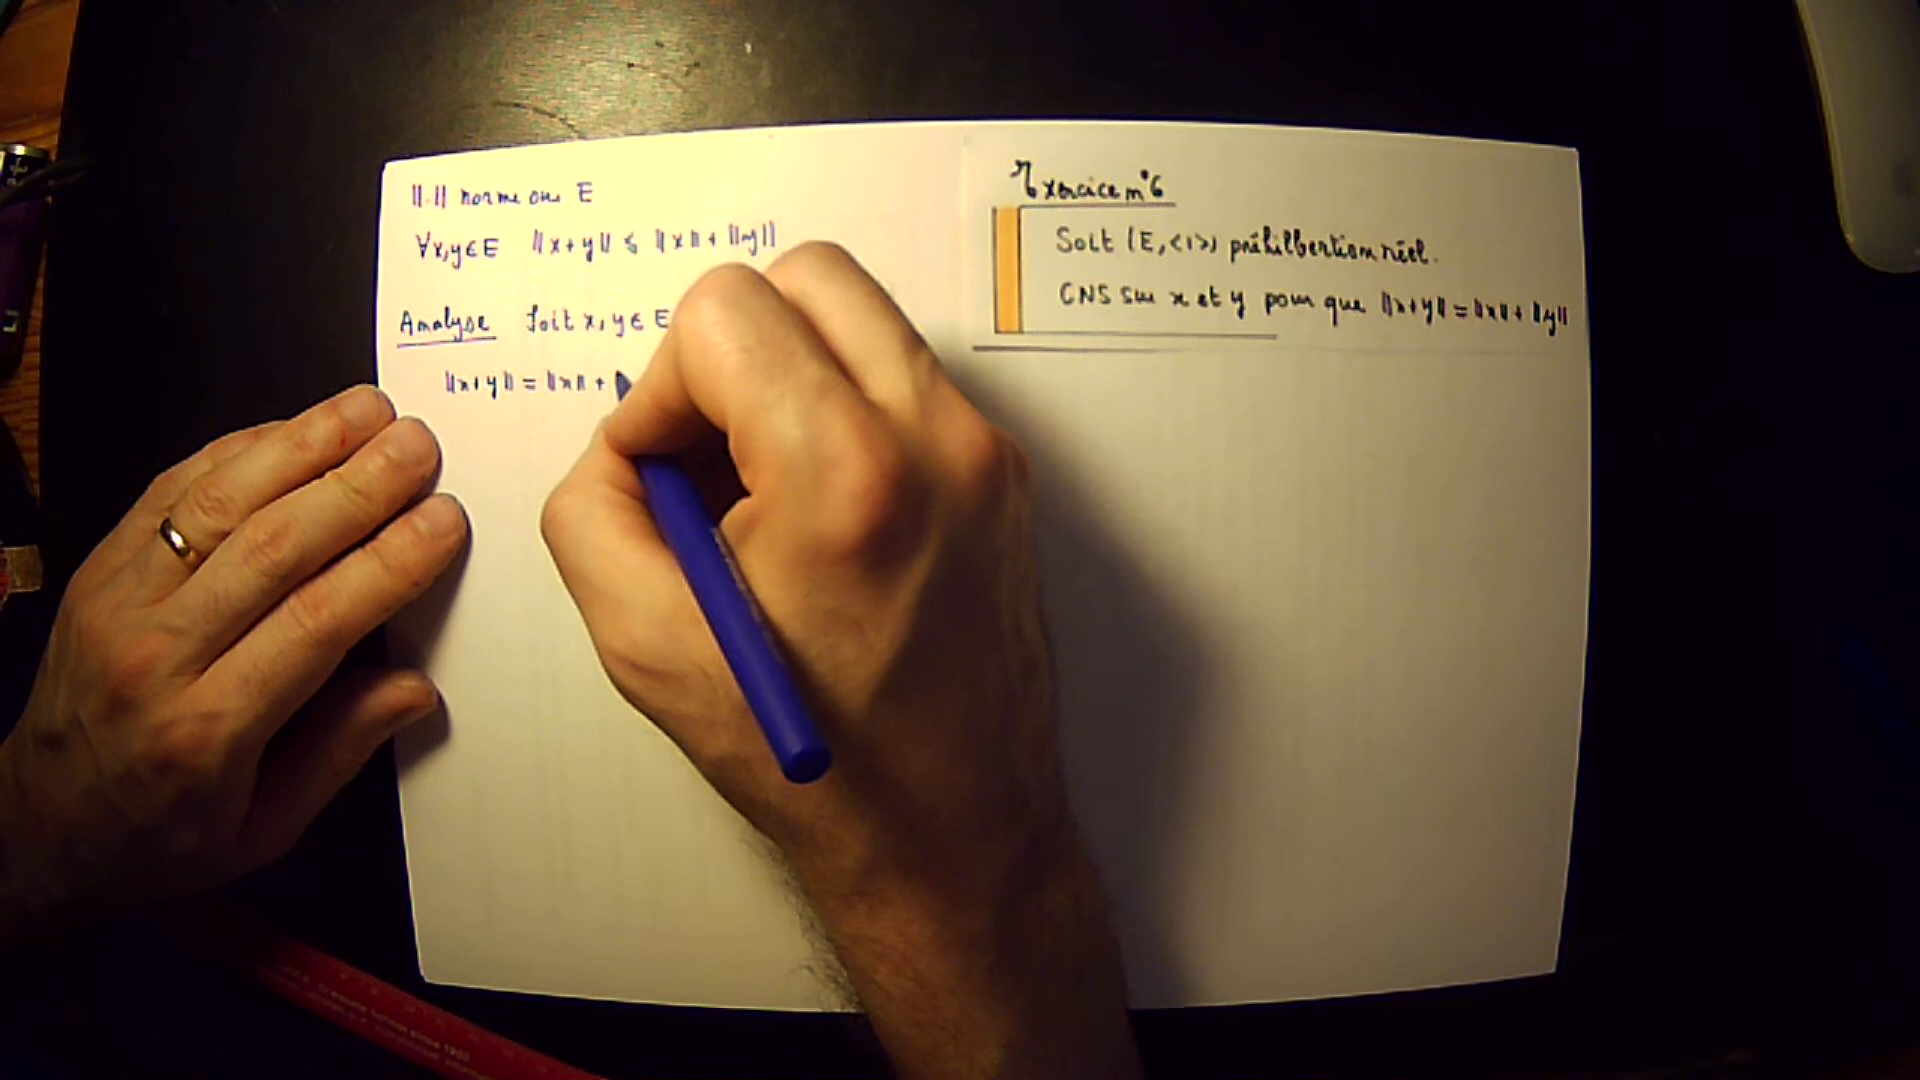 ||.|| norme sur E
∀x,y∈E ||x+y|| ≤ ||x|| + ||y||
Analyse Soit x, y ∈ E
||x+y|| = ||x|| +
Exercice n°6
Soit (E,<|>) préhilbertien réel.
CNS sur x et y pour que ||x+y|| = ||x|| + ||y||